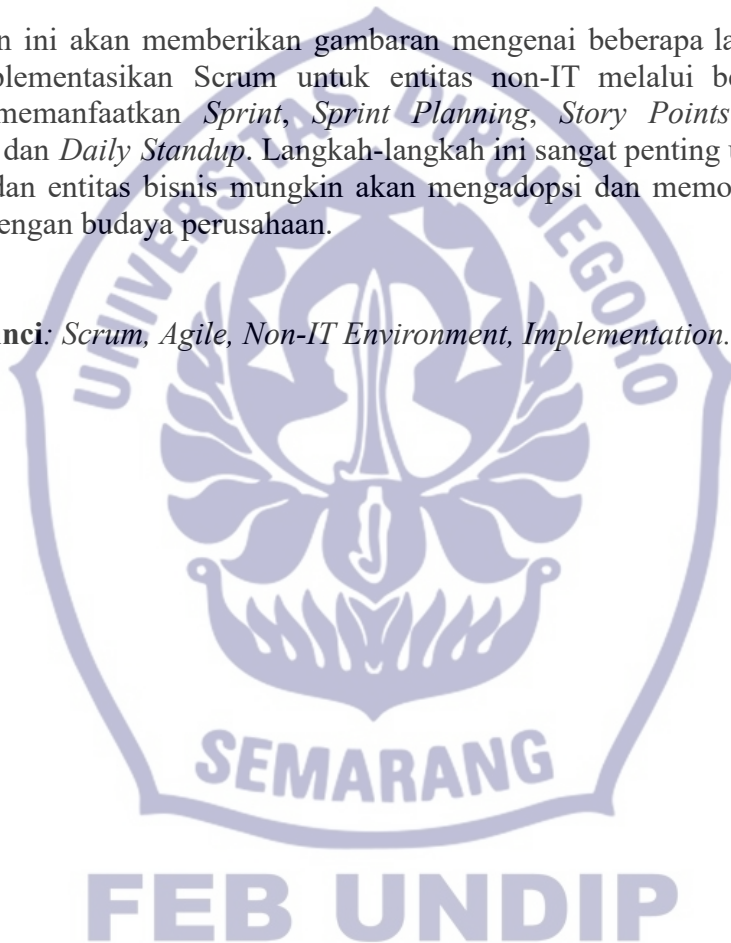 n ini akan memberikan gambaran mengenai beberapa la
plementasikan Scrum untuk entitas non-IT melalui be
memanfaatkan Sprint, Sprint Planning, Story Points
dan Daily Standup. Langkah-langkah ini sangat penting u
dan entitas bisnis mungkin akan mengadopsi dan memo
engan budaya perusahaan.
nci: Scrum, Agile, Non-IT Environment, Implementation.
UNIVERSITAS DIPONEGORO
SEMARANG
FEB UNDIP